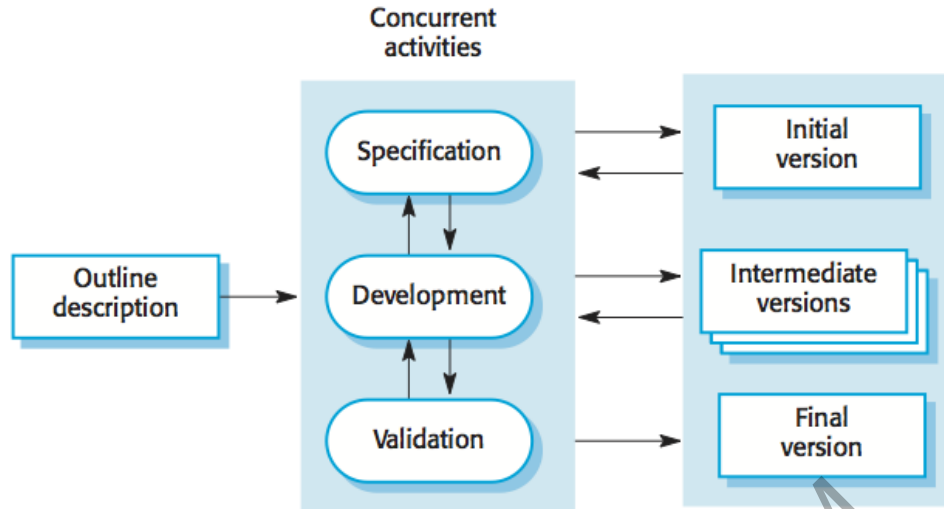 Concurrent
activities
Specification
Initial
version
Outline
description
Development
Intermediate
versions
Validation
Final
version